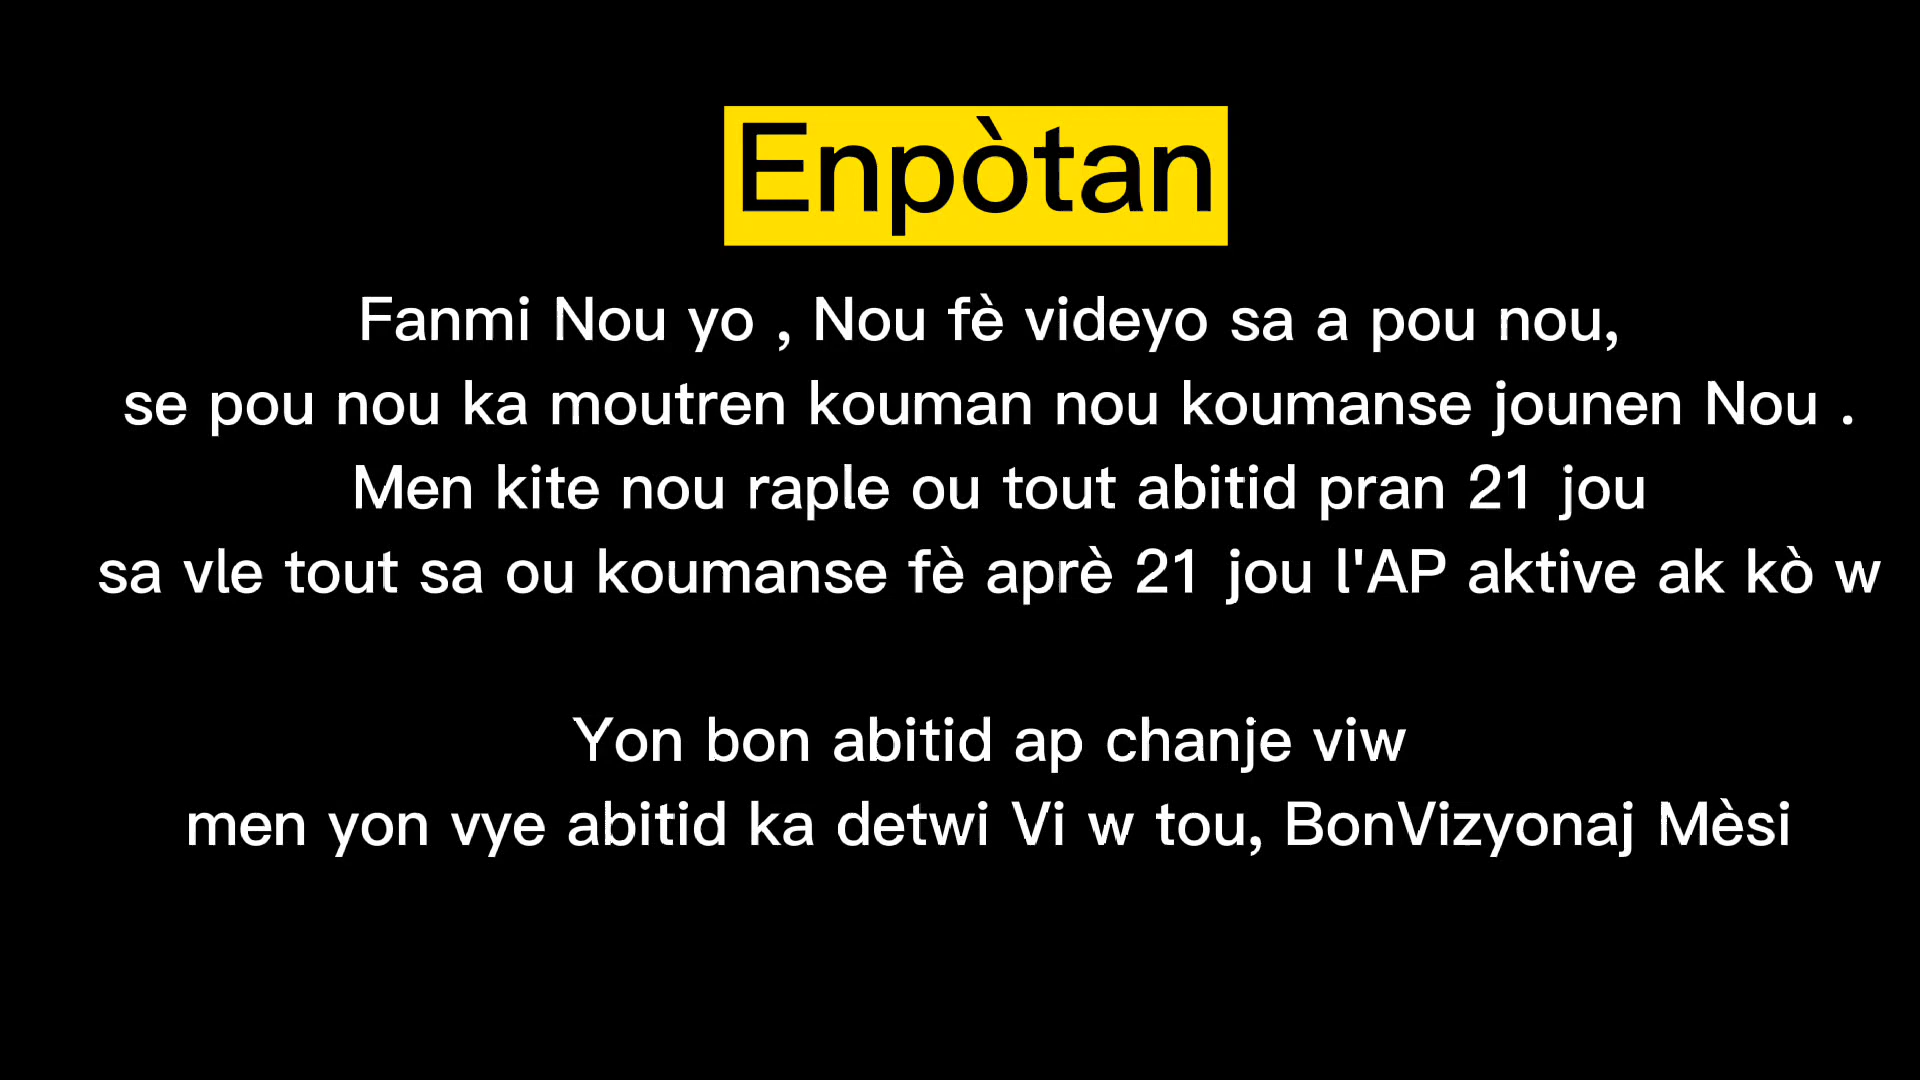 Enpòtan
Fanmi Nou yo , Nou fè videyo sa a pou nou,
se pou nou ka moutren kouman nou koumanse jounen Nou .
Men kite nou raple ou tout abitid pran 21 jou
sa vle tout sa ou koumanse fè aprè 21 jou l'AP aktive ak kò w
Yon bon abitid ap chanje viw
men yon vye abitid ka detwi Vi w tou, BonVizyonaj Mèsi